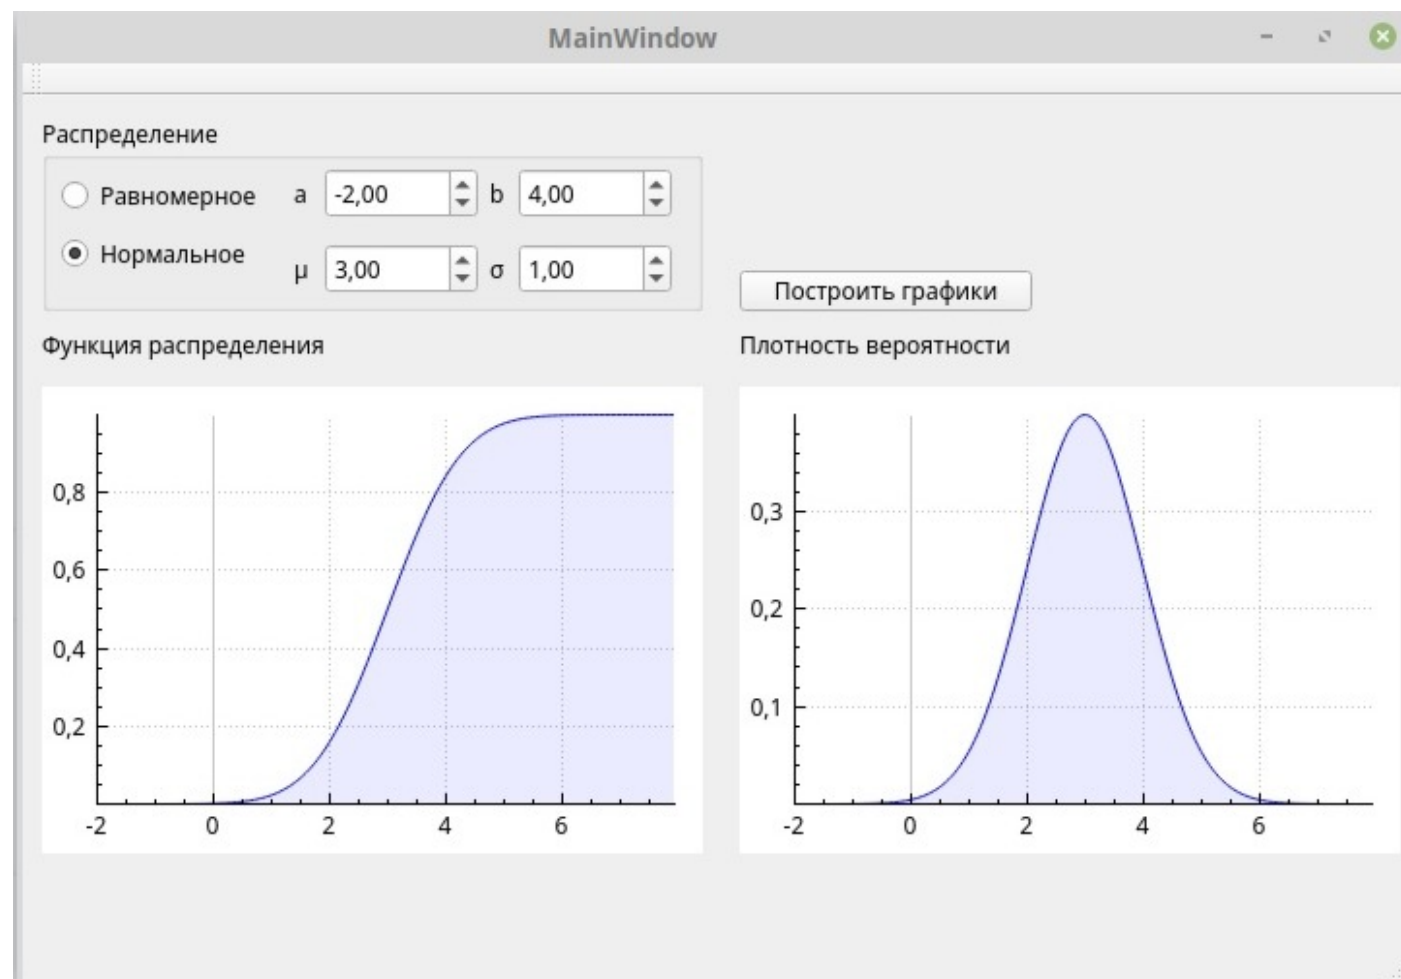 MainWindow
Распределение
Равномерное a -2,00 b 4,00
Нормальное μ 3,00 σ 1,00
Построить графики
Функция распределения
Плотность вероятности
0,8
0,6
0,4
0,2
-2 0 2 4 6
0,3
0,2
0,1
-2 0 2 4 6